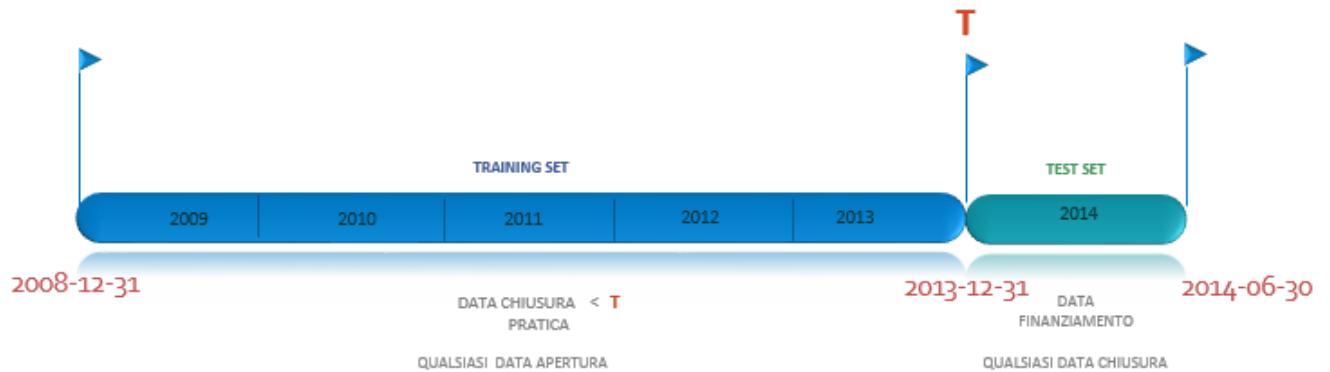 T
TRAINING SET
TEST SET
2009
2010
2011
2012
2013
2014
2008-12-31
2013-12-31
2014-06-30
DATA CHIUSURA < T
PRATICA
QUALSIASI DATA APERTURA
DATA
FINANZIAMENTO
QUALSIASI DATA CHIUSURA